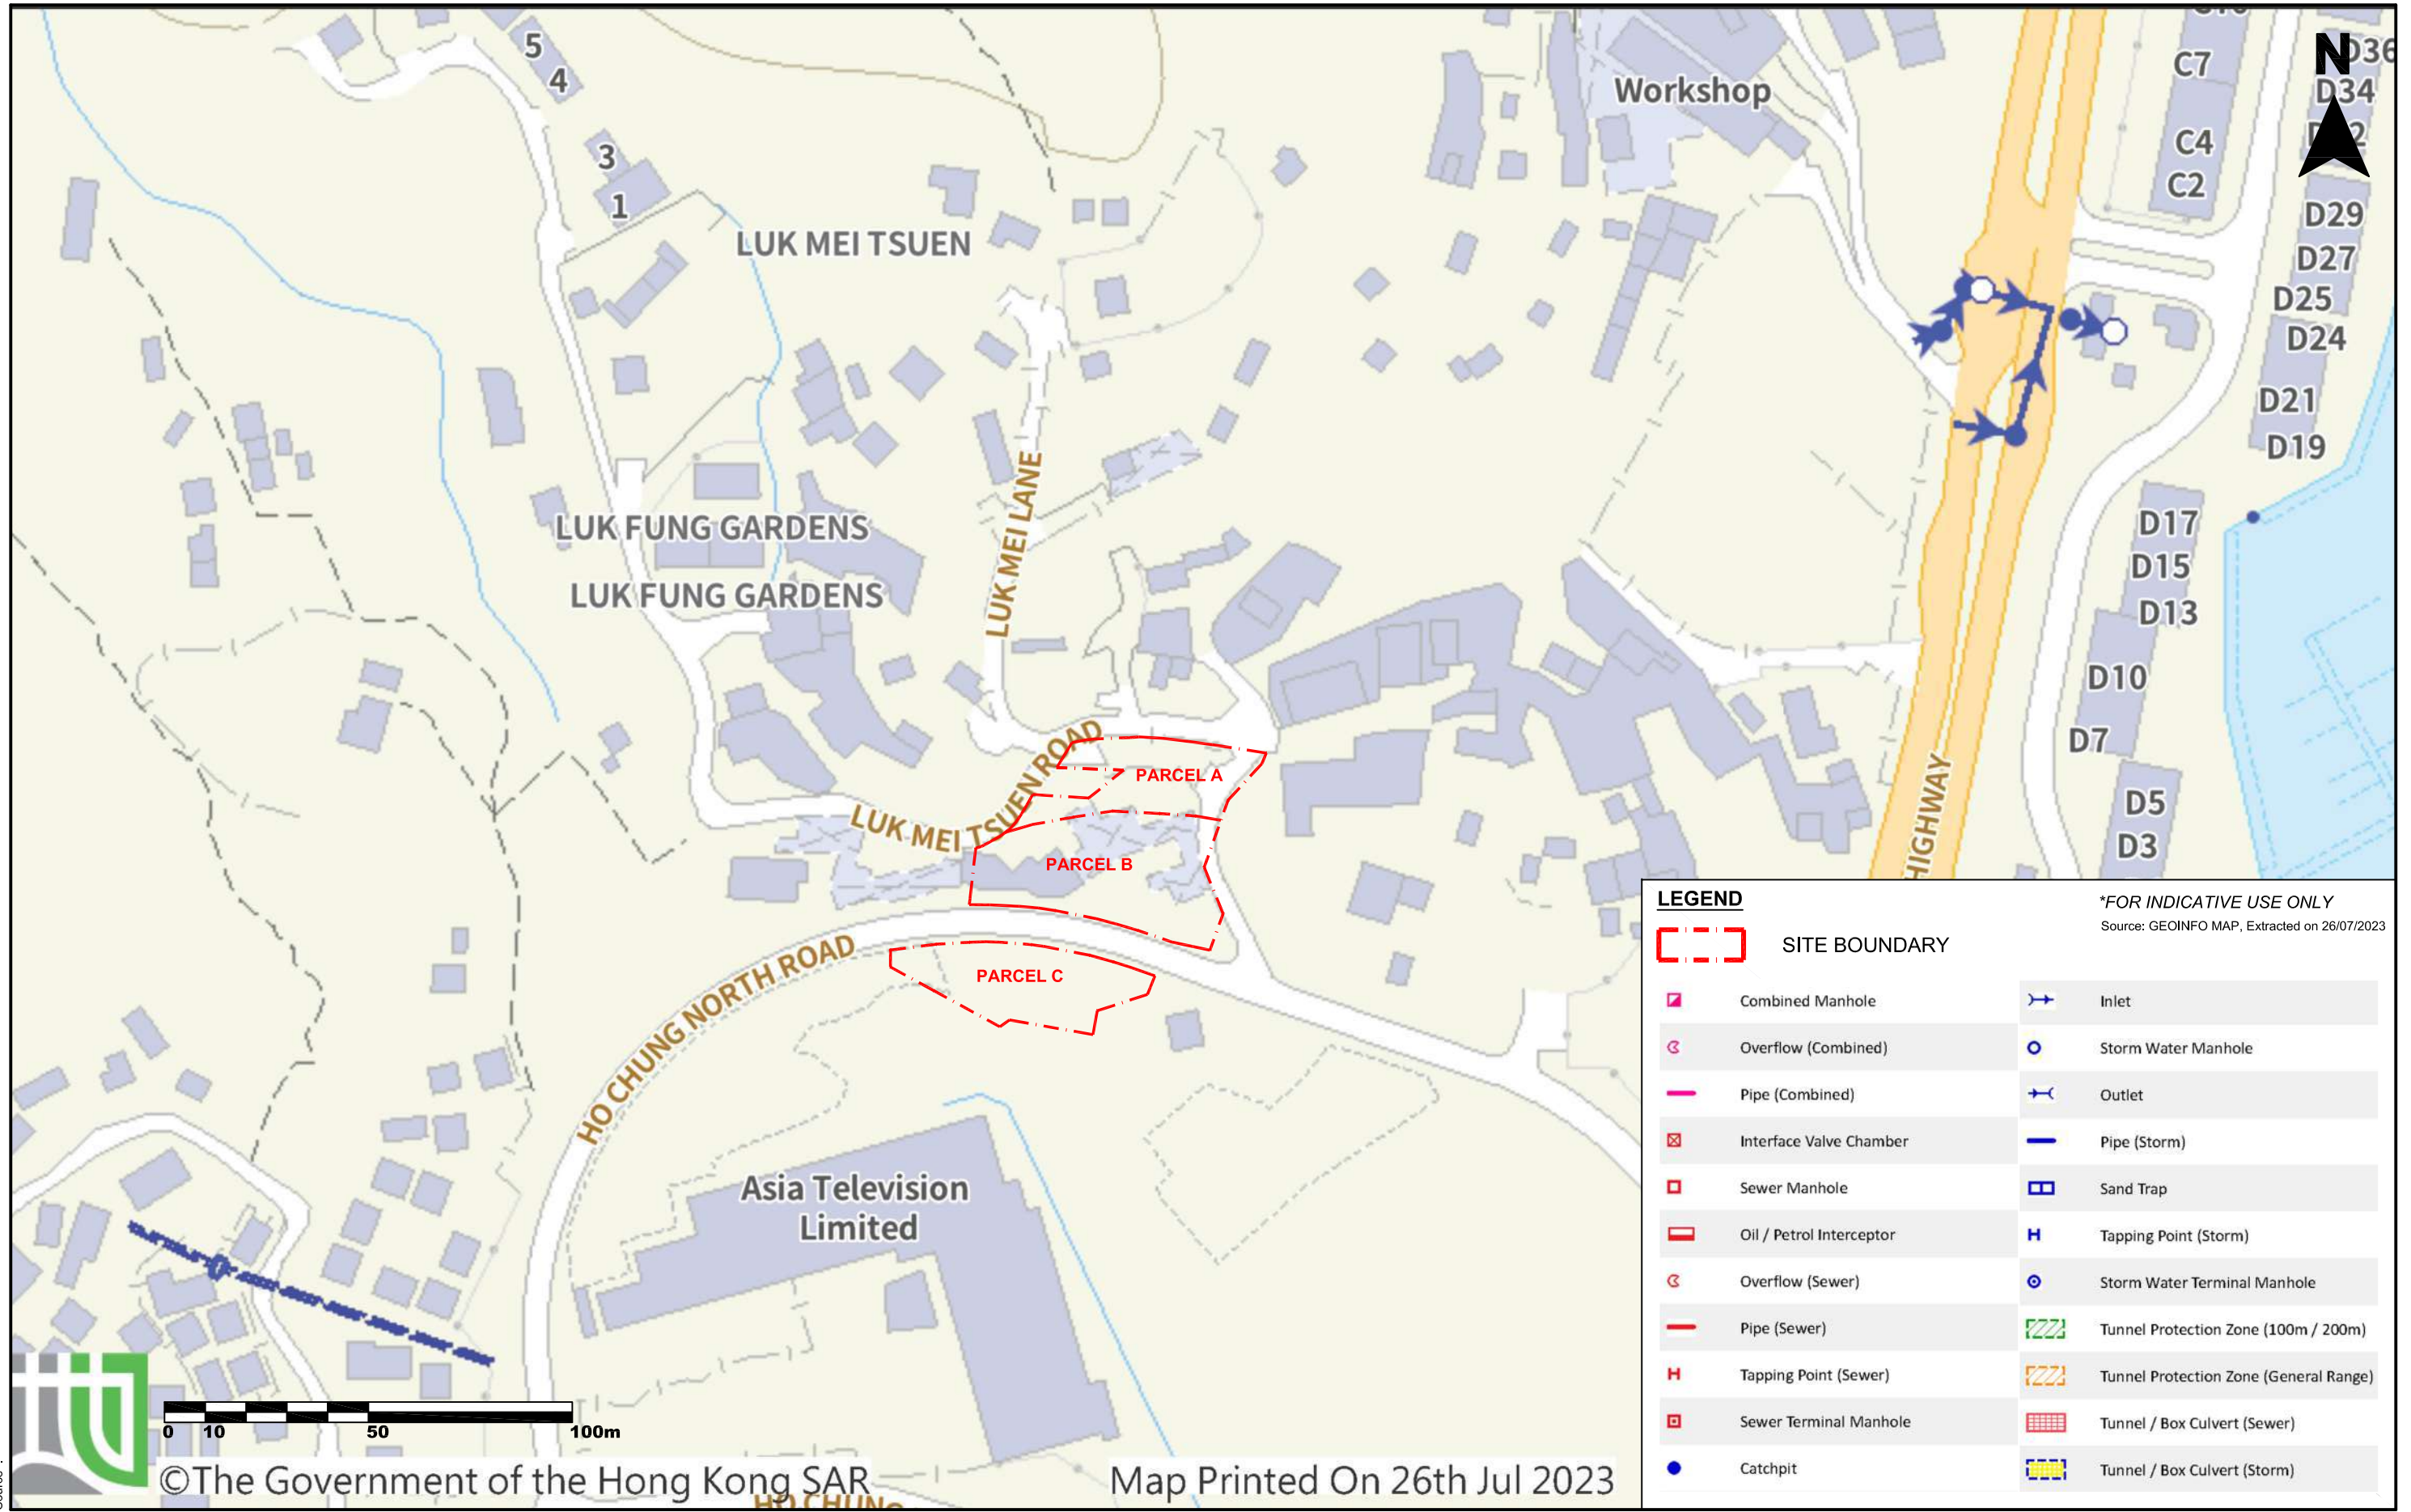 5
4
3
1
LUK MEI TSUEN
Workshop
C7
C4
C2
N
D36
D34
D29
D27
D25
D24
D21
D19
D17
D15
D13
D10
D7
D5
D3
LUK FUNG GARDENS
LUK FUNG GARDENS
LUK MEI LANE
LUK MEI TSUEN ROAD
PARCEL A
PARCEL B
PARCEL C
HO CHUNG NORTH ROAD
HIGHWAY
Asia Television
Limited
0 10 50 100m
©The Government of the Hong Kong SAR
Map Printed On 26th Jul 2023
HO CHUNG
LEGEND
*FOR INDICATIVE USE ONLY
Source: GEOINFO MAP, Extracted on 26/07/2023
SITE BOUNDARY
Combined Manhole
Overflow (Combined)
Pipe (Combined)
Interface Valve Chamber
Sewer Manhole
Oil / Petrol Interceptor
Overflow (Sewer)
Pipe (Sewer)
Tapping Point (Sewer)
Sewer Terminal Manhole
Catchpit
Inlet
Storm Water Manhole
Outlet
Pipe (Storm)
Sand Trap
Tapping Point (Storm)
Storm Water Terminal Manhole
Tunnel Protection Zone (100m / 200m)
Tunnel Protection Zone (General Range)
Tunnel / Box Culvert (Sewer)
Tunnel / Box Culvert (Storm)